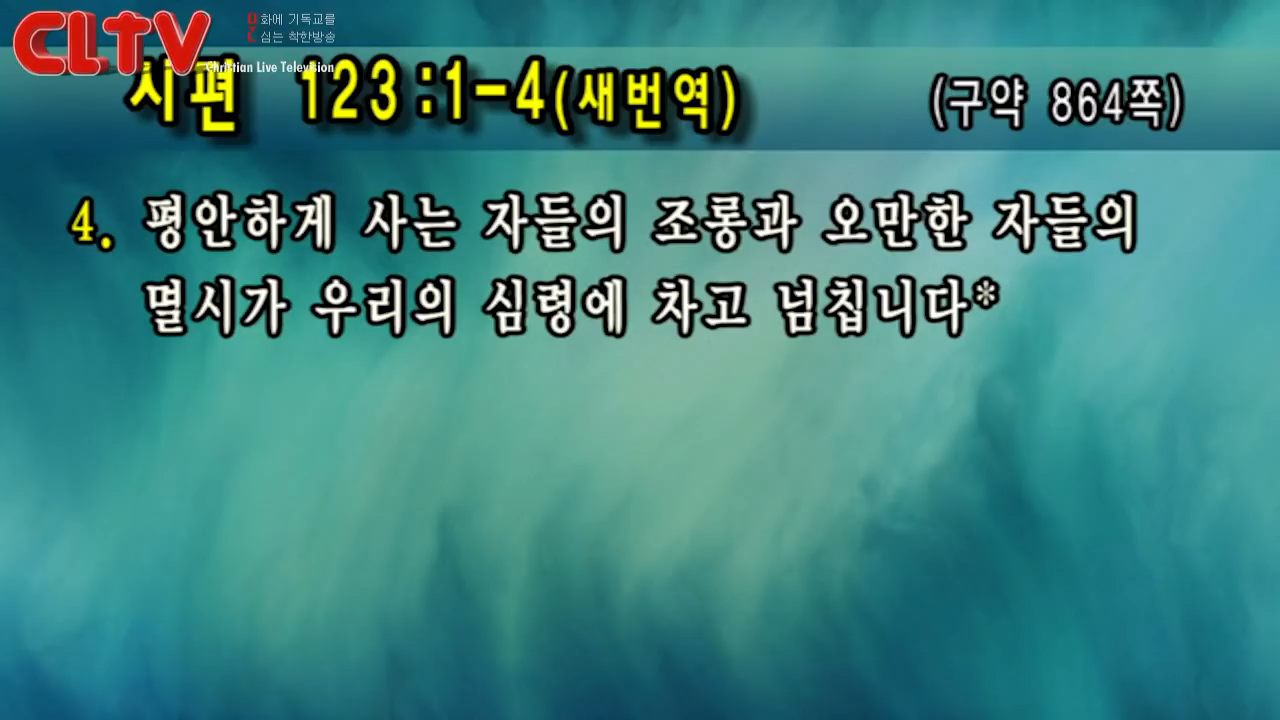 CLTV
문화에 기독교를
심는 착한방송
Christian Live Television
시편 123:1-4(새번역)
(구약 864쪽)
4. 평안하게 사는 자들의 조롱과 오만한 자들의
멸시가 우리의 심령에 차고 넘칩니다*